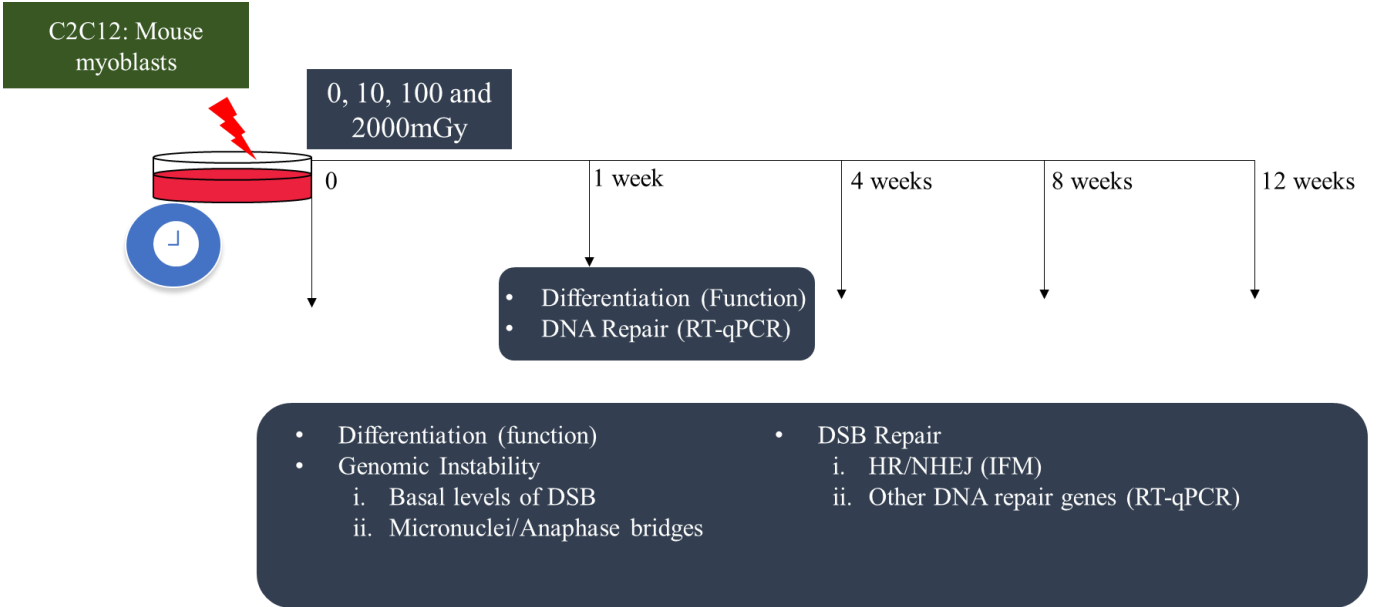 C2C12: Mouse
myoblasts
0, 10, 100 and
2000mGy
0
1 week
4 weeks
8 weeks
12 weeks
• Differentiation (Function)
• DNA Repair (RT-qPCR)
• Differentiation (function)
• Genomic Instability
i. Basal levels of DSB
ii. Micronuclei/Anaphase bridges
• DSB Repair
i. HR/NHEJ (IFM)
ii. Other DNA repair genes (RT-qPCR)